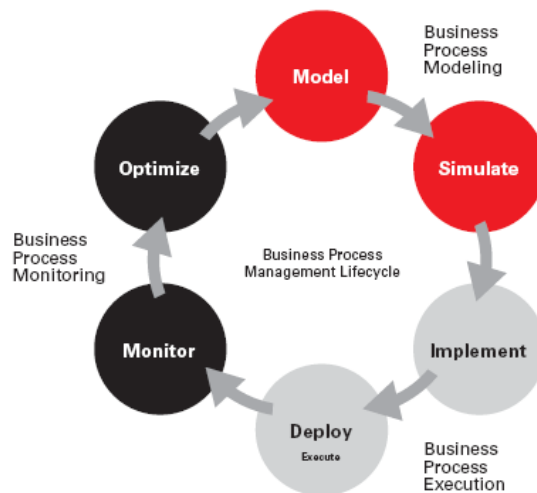 Model
Business
Process
Modeling
Simulate
Optimize
Business
Process
Monitoring
Business Process
Management Lifecycle
Monitor
Implement
Deploy
Execute
Business
Process
Execution